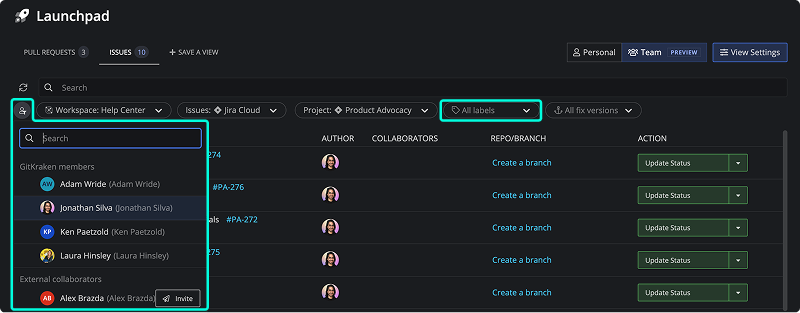 Launchpad
PULL REQUESTS 3 ISSUES 10 + SAVE A VIEW Personal Team PREVIEW View Settings
Search
Workspace: Help Center Issues: Jira Cloud Project: Product Advocacy All labels All fix versions
Search
AUTHOR COLLABORATORS REPO/BRANCH ACTION
GitKraken members
274 Create a branch Update Status
AW Adam Wride (Adam Wride)
#PA-276 Create a branch Update Status
Jonathan Silva (Jonathan Silva)
als #PA-272 Create a branch Update Status
KP Ken Paetzold (Ken Paetzold)
275 Create a branch Update Status
Laura Hinsley (Laura Hinsley)
External collaborators
AB Alex Brazda (Alex Brazda) Invite
Create a branch Update Status